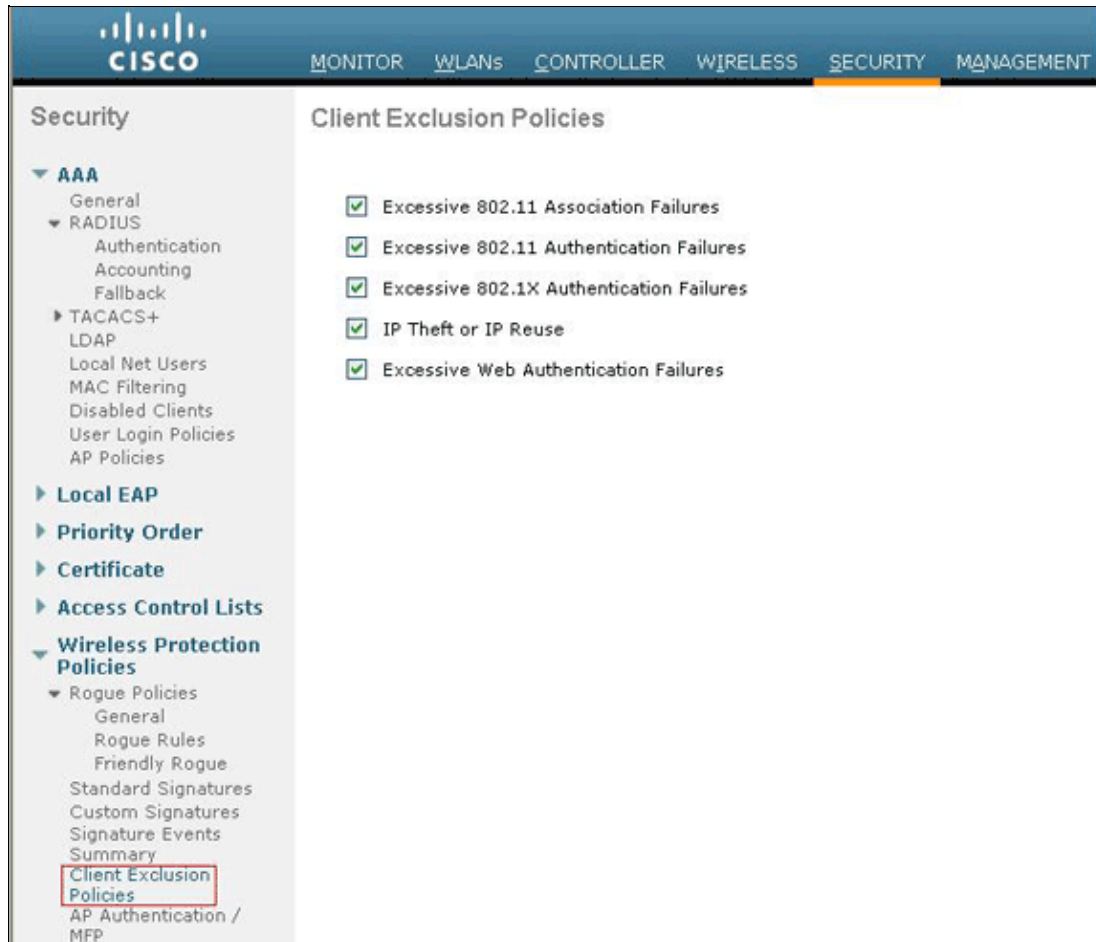 CISCO
MONITOR WLANs CONTROLLER WIRELESS SECURITY MANAGEMENT
Security
AAA
General
RADIUS
Authentication
Accounting
Fallback
TACACS+
LDAP
Local Net Users
MAC Filtering
Disabled Clients
User Login Policies
AP Policies
Local EAP
Priority Order
Certificate
Access Control Lists
Wireless Protection
Policies
Rogue Policies
General
Rogue Rules
Friendly Rogue
Standard Signatures
Custom Signatures
Signature Events
Summary
Client Exclusion
Policies
AP Authentication /
MFP
Client Exclusion Policies
Excessive 802.11 Association Failures
Excessive 802.11 Authentication Failures
Excessive 802.1X Authentication Failures
IP Theft or IP Reuse
Excessive Web Authentication Failures